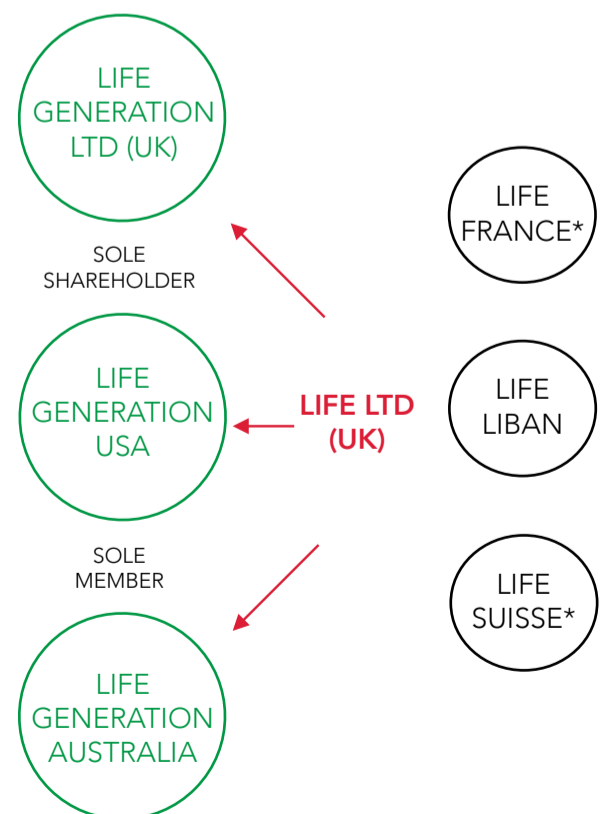 LIFE
GENERATION
LTD (UK)
SOLE
SHAREHOLDER
LIFE
GENERATION
USA
SOLE
MEMBER
LIFE
GENERATION
AUSTRALIA
LIFE LTD
(UK)
LIFE
FRANCE*
LIFE
LIBAN
LIFE
SUISSE*